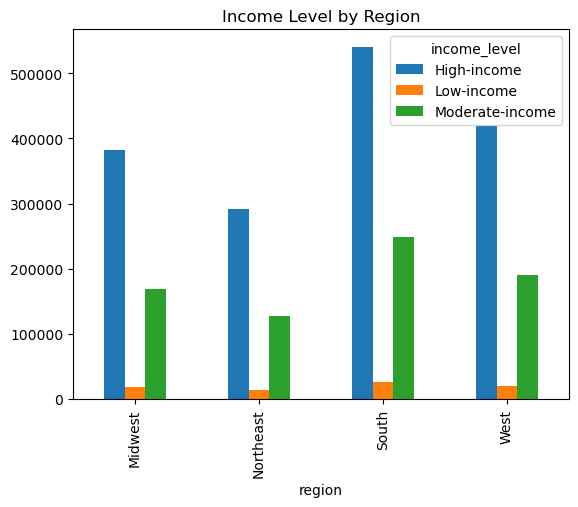 Income Level by Region
income_level
High-income
Low-income
Moderate-income
500000
400000
300000
200000
100000
0
Midwest
Northeast
South
West
region